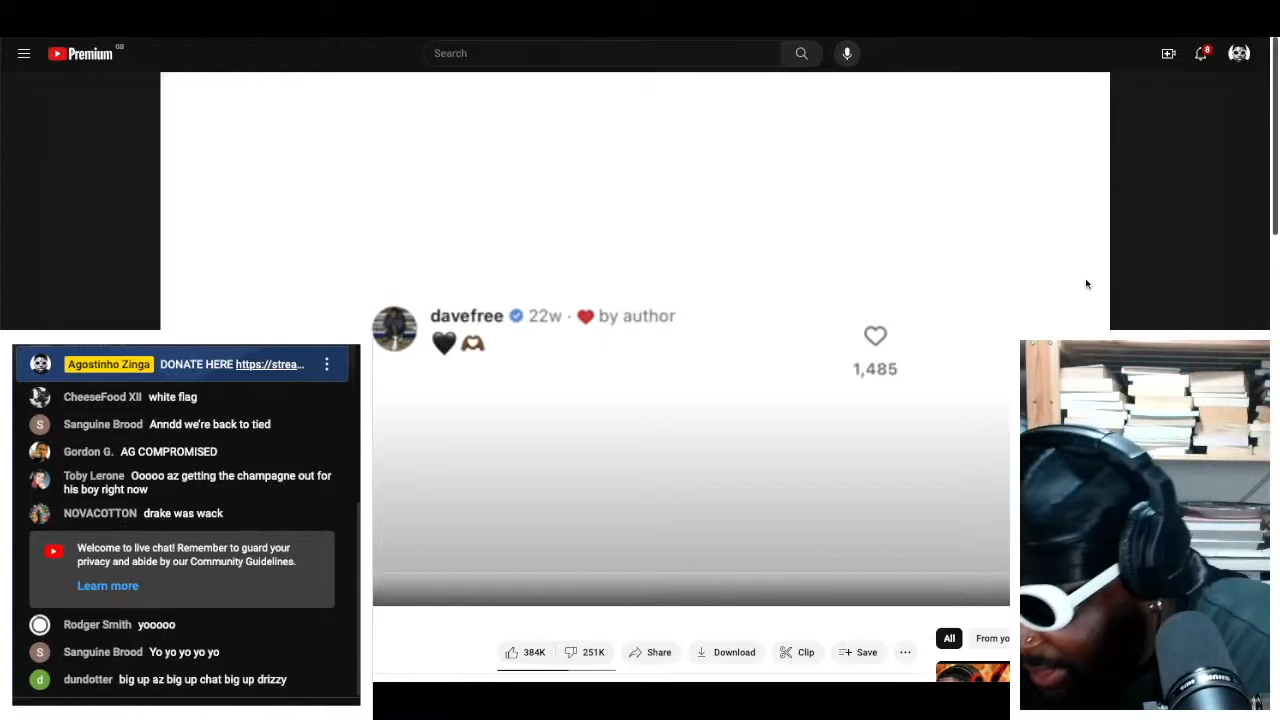 Premium GB
Search
8
davefree 22w · by author
1,485
Agostinho Zinga DONATE HERE https://strea...
CheeseFood XII white flag
Sanguine Brood Anndd we're back to tied
Gordon G. AG COMPROMISED
Toby Lerone Ooooo az getting the champagne out for
his boy right now
NOVACOTTON drake was wack
Welcome to live chat! Remember to guard your
privacy and abide by our Community Guidelines.
Learn more
Rodger Smith yooooo
S Sanguine Brood Yo yo yo yo yo
d dundotter big up az big up chat big up drizzy
384K 251K Share Download Clip Save ...
All From yo